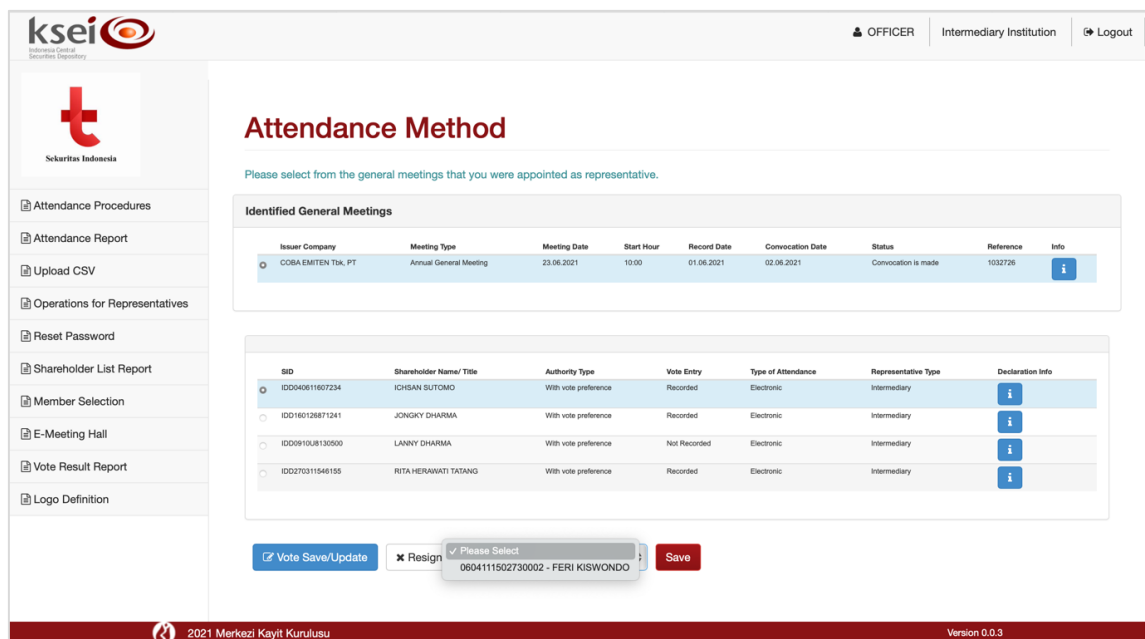 ksei
Indonesia Central
Securities Depository
OFFICER Intermediary Institution Logout
t
Sekuritas Indonesia
Attendance Procedures
Attendance Report
Upload CSV
Operations for Representatives
Reset Password
Shareholder List Report
Member Selection
E-Meeting Hall
Vote Result Report
Logo Definition
Attendance Method
Please select from the general meetings that you were appointed as representative.
Identified General Meetings
Issuer Company Meeting Type Meeting Date Start Hour Record Date Convocation Date Status Reference Info
COBA EMITEN Tbk, PT Annual General Meeting 23.06.2021 10:00 01.06.2021 02.06.2021 Convocation is made 1032726 i
SID Shareholder Name/ Title Authority Type Vote Entry Type of Attendance Representative Type Declaration Info
IDD040611607234 ICHSAN SUTOMO With vote preference Recorded Electronic Intermediary i
IDD160126871241 JONGKY DHARMA With vote preference Recorded Electronic Intermediary i
IDD0910U8130500 LANNY DHARMA With vote preference Not Recorded Electronic Intermediary i
IDD270311546155 RITA HERAWATI TATANG With vote preference Recorded Electronic Intermediary i
Vote Save/Update Resign ✓ Please Select Save
0604111502730002 - FERI KISWONDO
2021 Merkezi Kayit Kurulusu Version 0.0.3